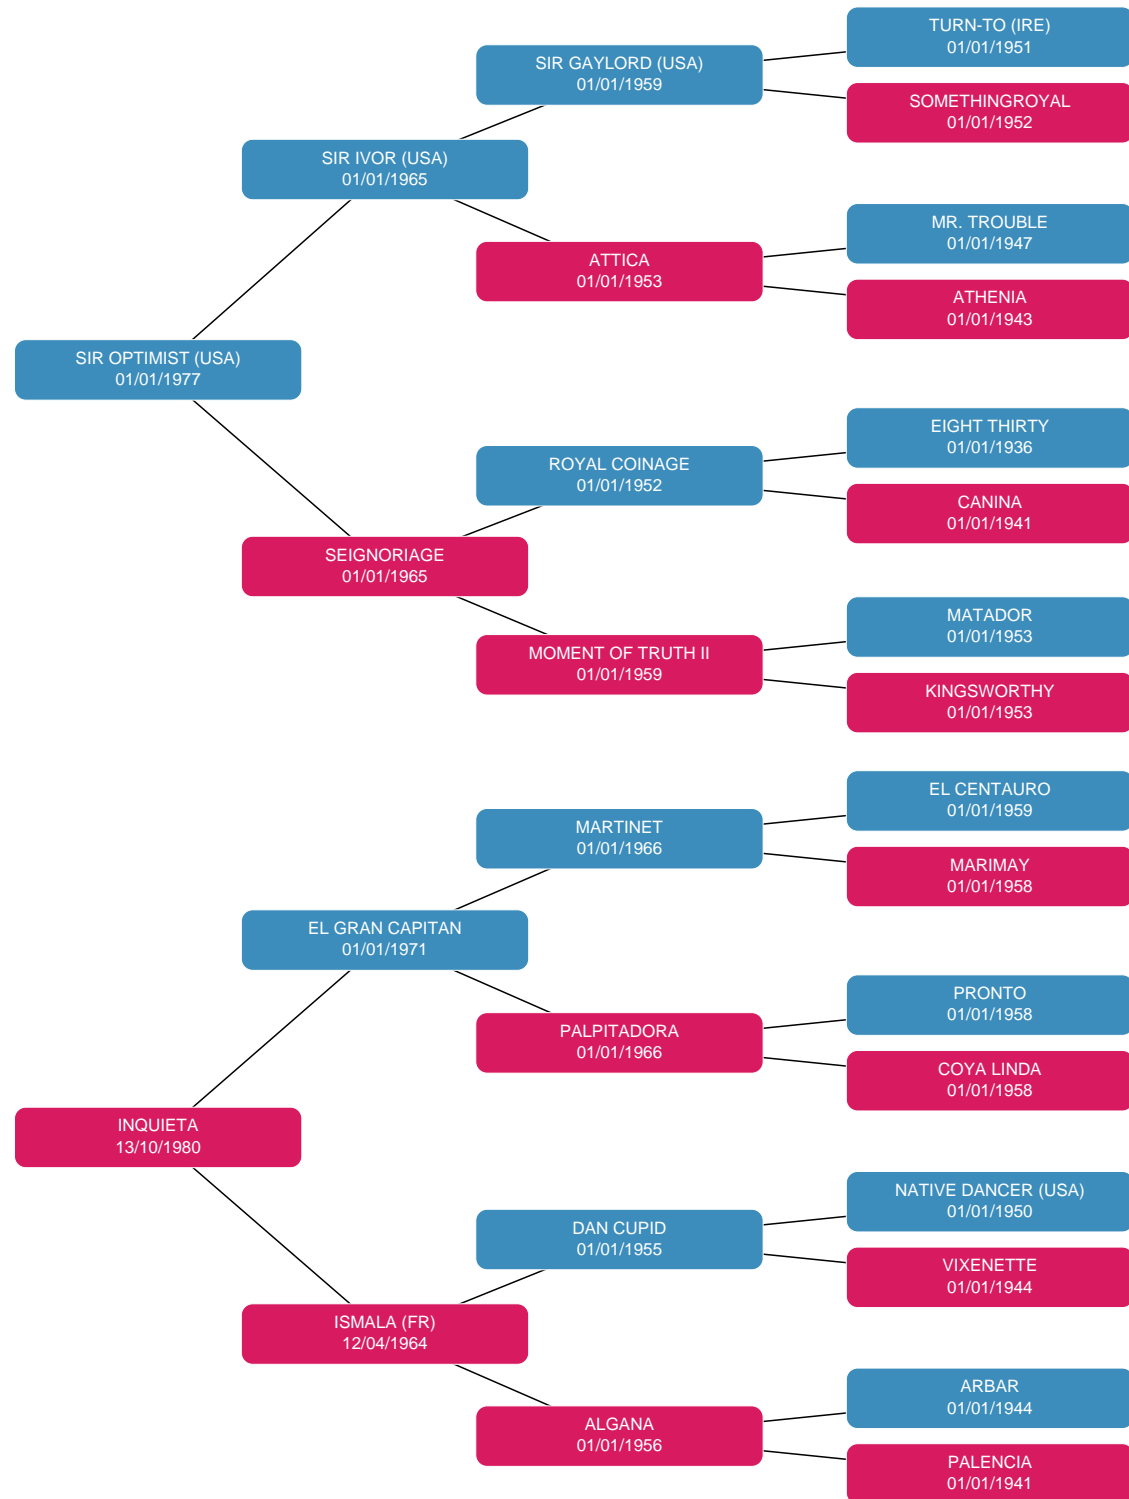 TURN-TO (IRE)
01/01/1951
SIR GAYLORD (USA)
01/01/1959
SOMETHINGROYAL
01/01/1952
SIR IVOR (USA)
01/01/1965
MR. TROUBLE
01/01/1947
ATTICA
01/01/1953
ATHENIA
01/01/1943
SIR OPTIMIST (USA)
01/01/1977
EIGHT THIRTY
01/01/1936
ROYAL COINAGE
01/01/1952
CANINA
01/01/1941
SEIGNORIAGE
01/01/1965
MATADOR
01/01/1953
MOMENT OF TRUTH II
01/01/1959
KINGSWORTHY
01/01/1953
EL CENTAURO
01/01/1959
MARTINET
01/01/1966
MARIMAY
01/01/1958
EL GRAN CAPITAN
01/01/1971
PRONTO
01/01/1958
PALPITADORA
01/01/1966
COYA LINDA
01/01/1958
INQUIETA
13/10/1980
NATIVE DANCER (USA)
01/01/1950
DAN CUPID
01/01/1955
VIXENETTE
01/01/1944
ISMALA (FR)
12/04/1964
ARBAR
01/01/1944
ALGANA
01/01/1956
PALENCIA
01/01/1941